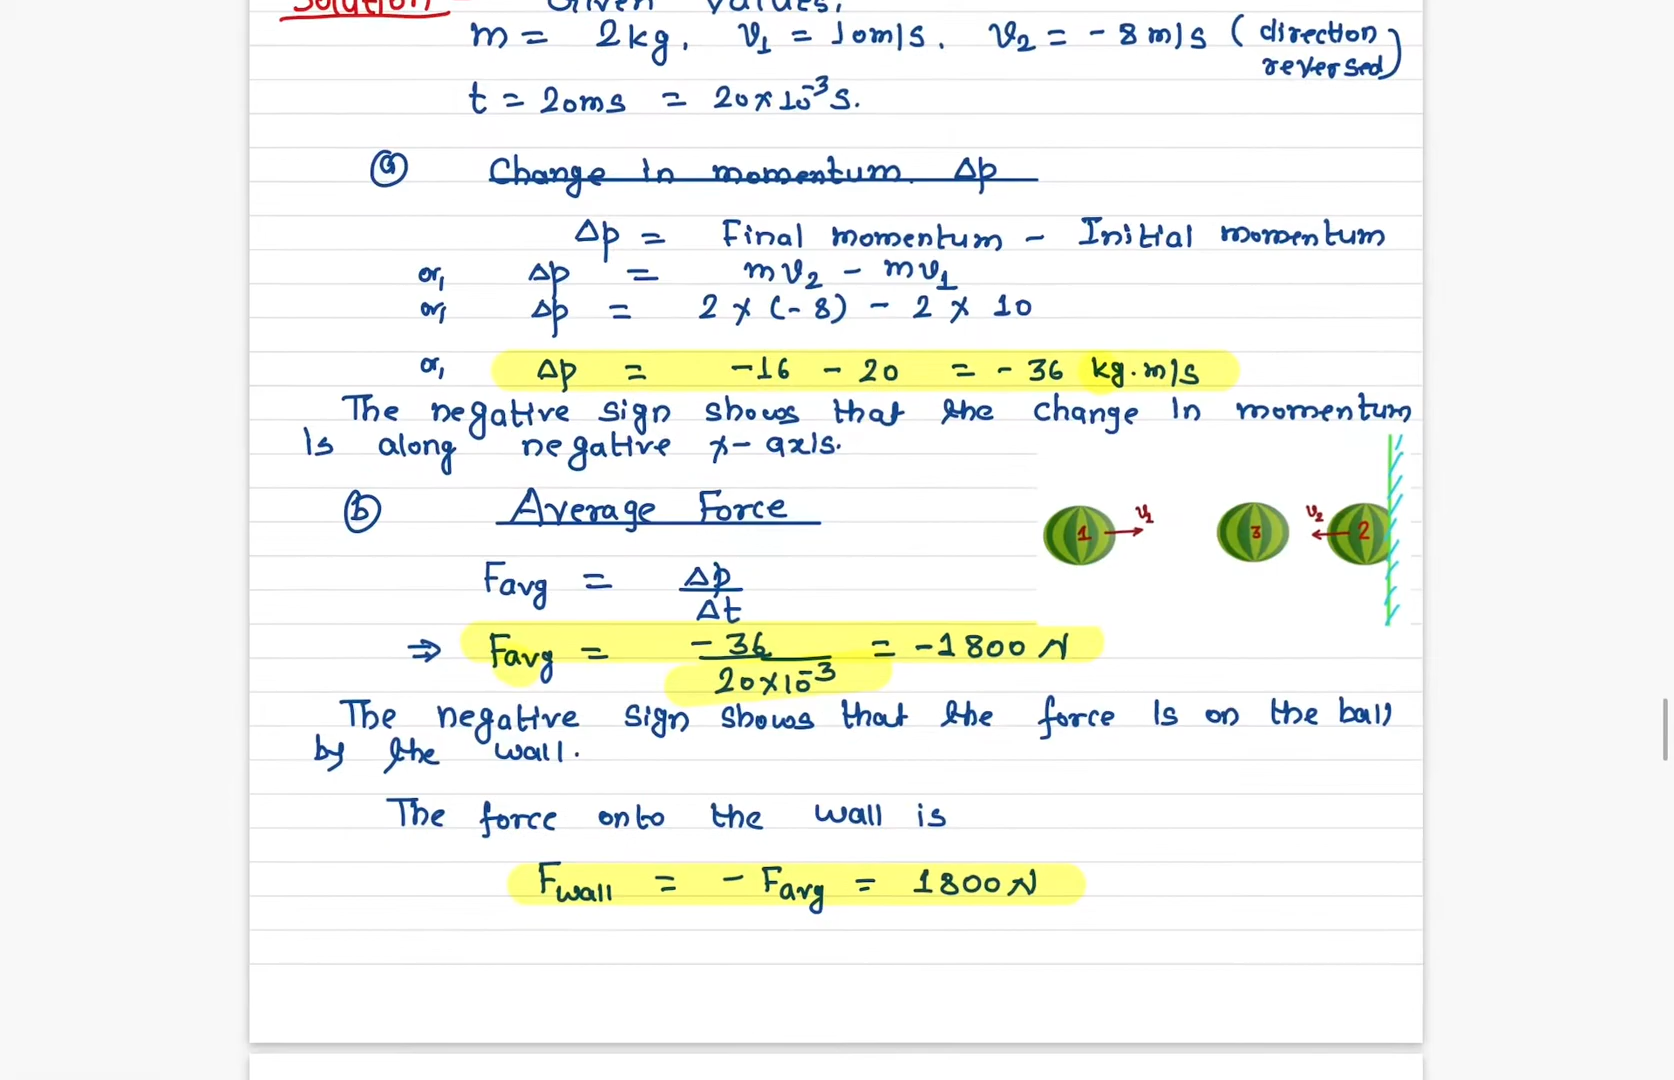 Solution Given values,
m = 2kg, v₁ = 10m/s, v₂ = -8m/s (direction reversed)
t = 20ms = 20×10⁻³s.
(a) Change in momentum Δp
Δp = Final momentum - Initial momentum
or, Δp = mv₂ - mv₁
or, Δp = 2 × (-8) - 2 × 10
or, Δp = -16 - 20 = -36 kg.m/s
The negative sign shows that the change in momentum
is along negative x-axis.
(b) Average Force
1 v₁ 3 v₂ 2
Favg = Δp/Δt
⇒ Favg = -36/20×10⁻³ = -1800 N
The negative sign shows that the force is on the ball
by the wall.
The force onto the wall is
Fwall = - Favg = 1800 N